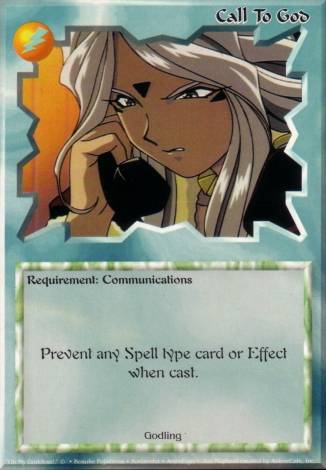 Call To God
Requirement: Communications
Prevent any Spell type card or Effect
when cast.
Godling